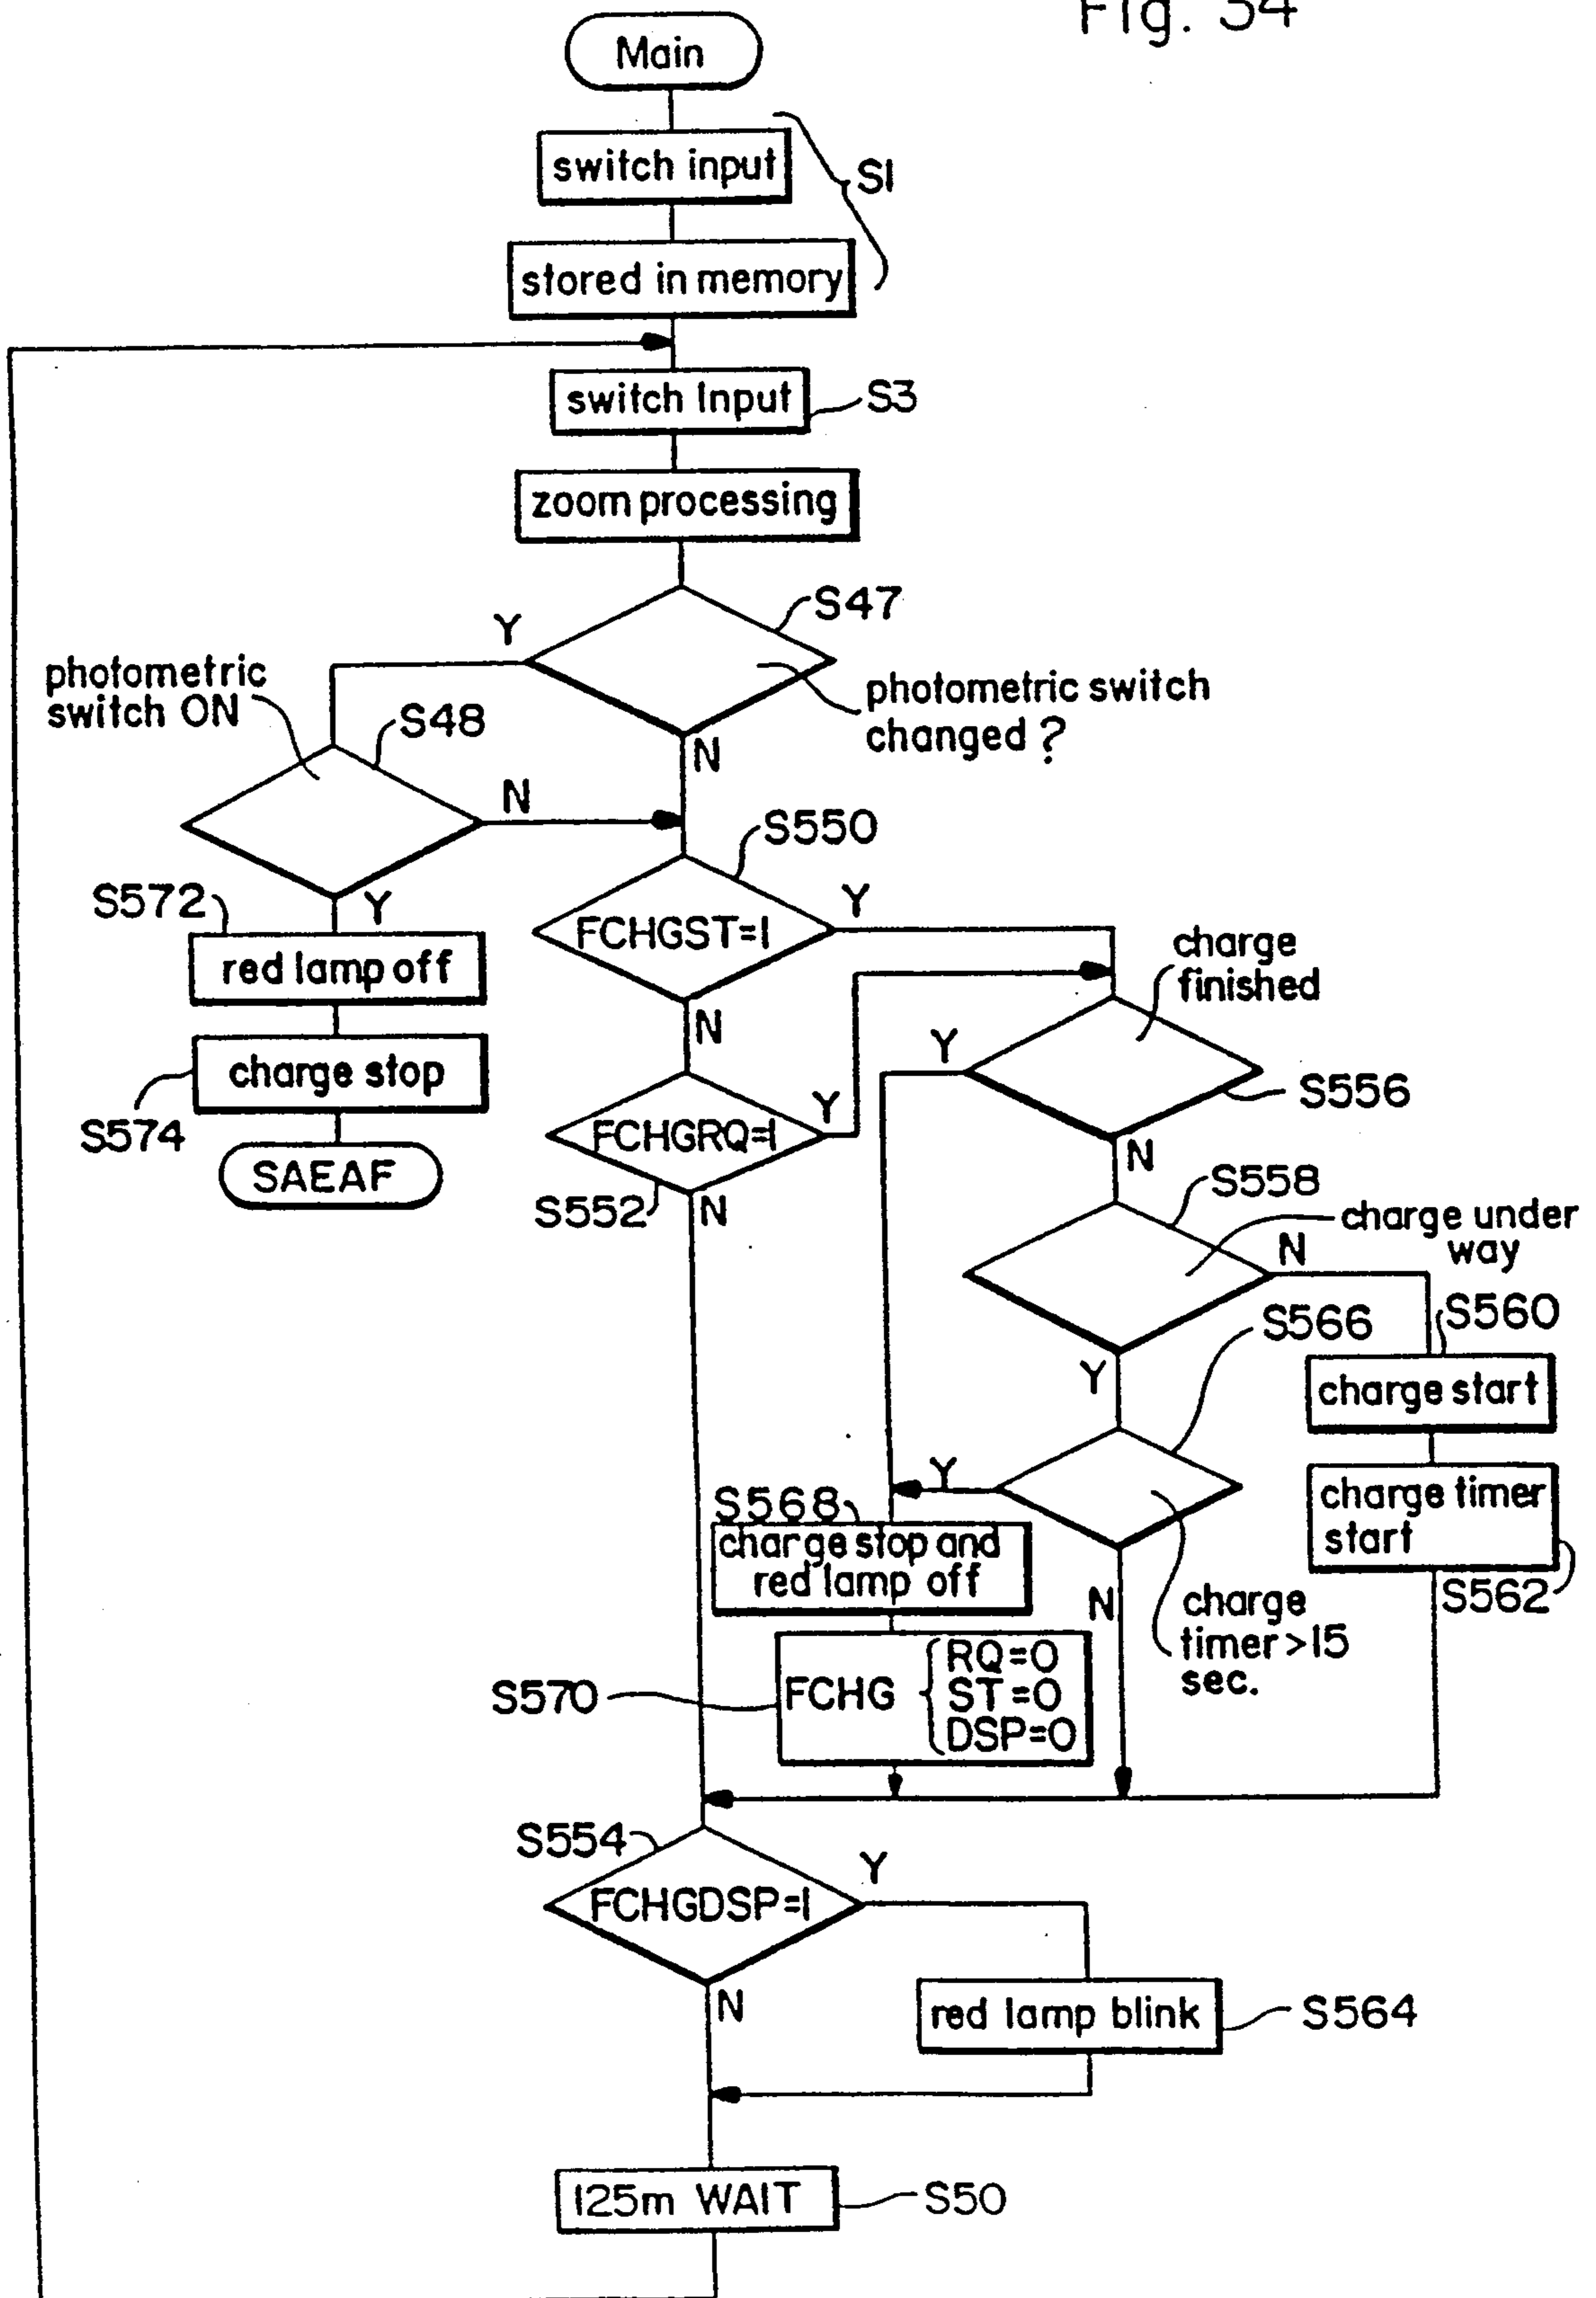 Fig. 34
Main
switch input
S1
stored in memory
switch Input
S3
zoom processing
S47
Y
photometric
switch ON
photometric switch
changed ?
S48
N
N
S550
S572
Y
FCHGST=1
Y
charge
finished
red lamp off
N
Y
charge stop
S556
FCHGRQ=1
Y
S574
N
SAEAF
S552
N
S558
charge under
way
N
S566
S560
Y
charge start
Y
S568
charge timer
start
charge stop and
red lamp off
N
charge
timer>15
sec.
S562
S570
FCHG
RQ=0
ST=0
DSP=0
S554
Y
FCHGDSP=1
N
red lamp blink
S564
125m WAIT
S50